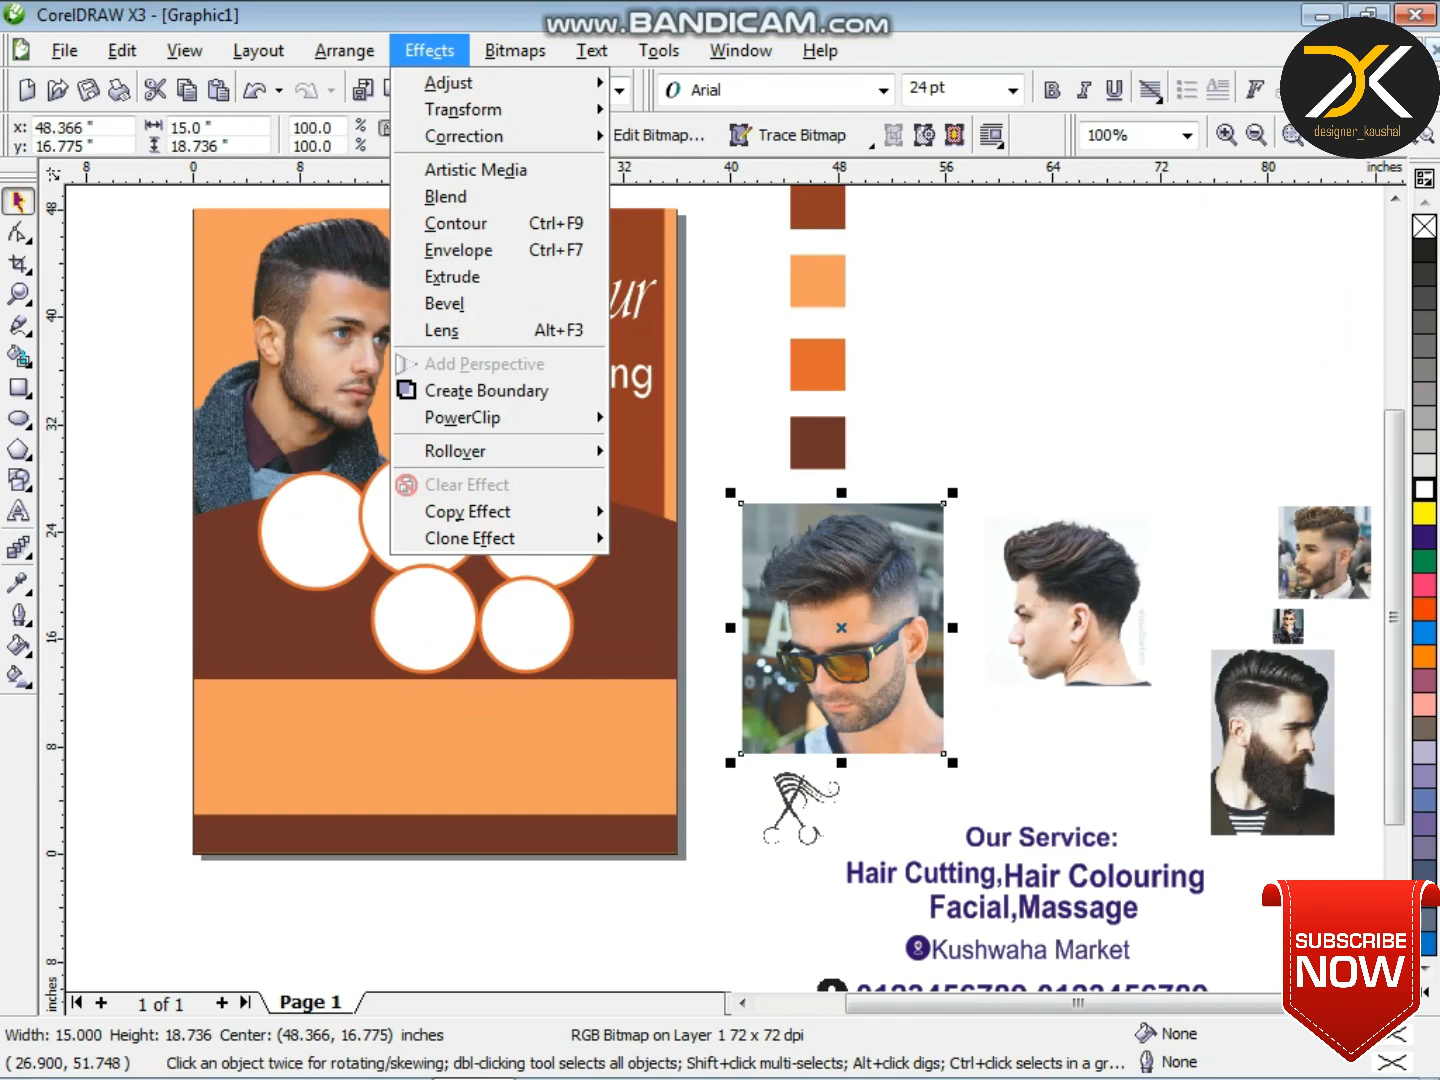 CorelDRAW X3 - [Graphic1]
www.BANDICAM.com
File Edit View Layout Arrange Effects Bitmaps Text Tools Window Help
Arial 24 pt B I U F
x: 48.366 " 15.0 " 100.0 %
y: 16.775 " 18.736 " 100.0 %
Edit Bitmap... Trace Bitmap 100%
DK
designer_kaushal
8 0 8 32 40 48 56 64 72 80 inches
Adjust
Transform
Correction
Artistic Media
Blend
Contour Ctrl+F9
Envelope Ctrl+F7
Extrude
Bevel
Lens Alt+F3
Add Perspective
Create Boundary
PowerClip
Rollover
Clear Effect
Copy Effect
Clone Effect
ur
ng
48
40
32
24
16
8
0
8
inches
Our Service:
Hair Cutting,Hair Colouring
Facial,Massage
Kushwaha Market
0123456789,0123456789
SUBSCRIBE
NOW
1 of 1 Page 1
Width: 15.000 Height: 18.736 Center: (48.366, 16.775) inches RGB Bitmap on Layer 1 72 x 72 dpi None
( 26.900, 51.748 ) Click an object twice for rotating/skewing; dbl-clicking tool selects all objects; Shift+click multi-selects; Alt+click digs; Ctrl+click selects in a gr... None